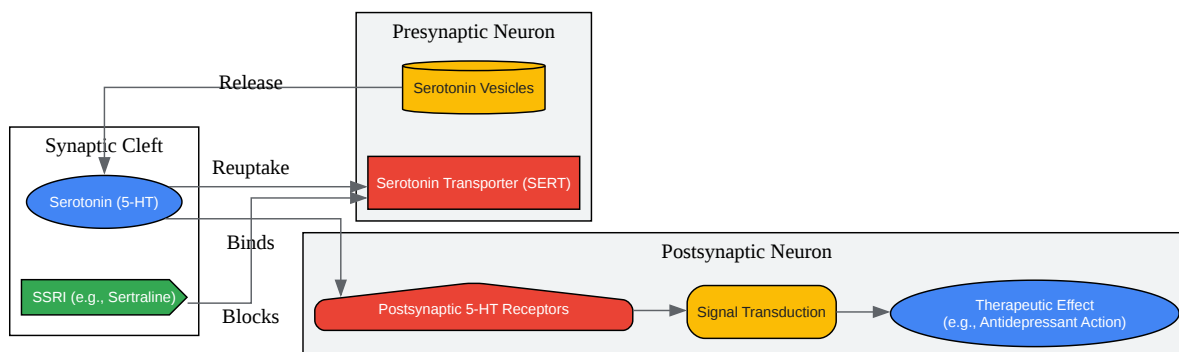 Presynaptic Neuron
Serotonin Vesicles
Release
Synaptic Cleft
Reuptake
Serotonin Transporter (SERT)
Serotonin (5-HT)
Binds
Postsynaptic Neuron
SSRI (e.g., Sertraline)
Blocks
Postsynaptic 5-HT Receptors
Signal Transduction
Therapeutic Effect
(e.g., Antidepressant Action)